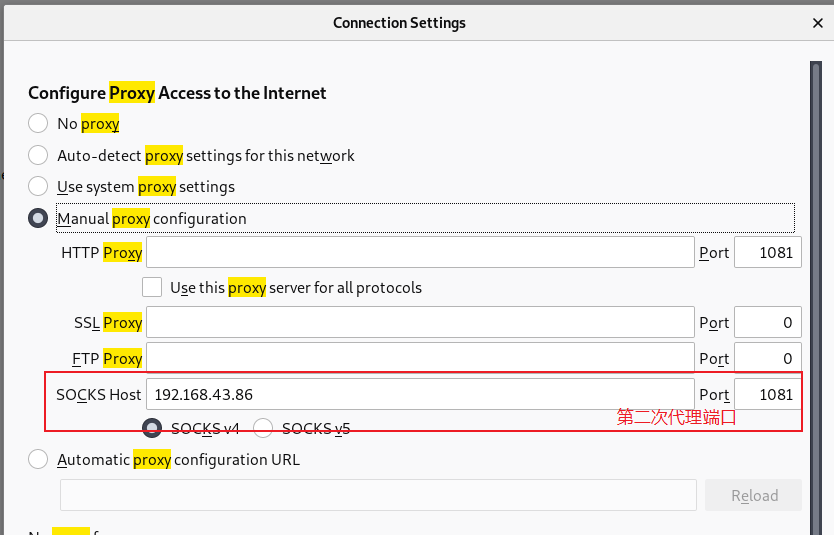 Connection Settings
Configure Proxy Access to the Internet
No proxy
Auto-detect proxy settings for this network
Use system proxy settings
Manual proxy configuration
HTTP Proxy Port 1081
Use this proxy server for all protocols
SSL Proxy Port 0
FTP Proxy Port 0
SOCKS Host 192.168.43.86 Port 1081
第二次代理端口
SOCKS v4 SOCKS v5
Automatic proxy configuration URL
Reload